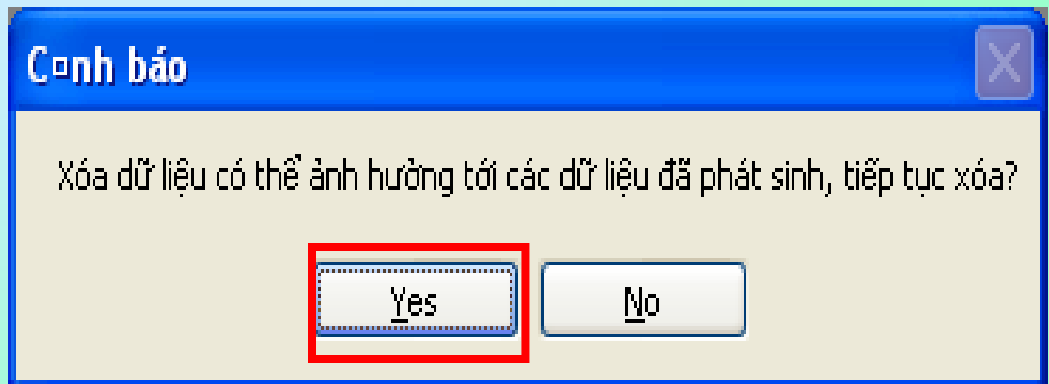 C¤nh báo
Xóa dữ liệu có thể ảnh hưởng tới các dữ liệu đã phát sinh, tiếp tục xóa?
Yes
No